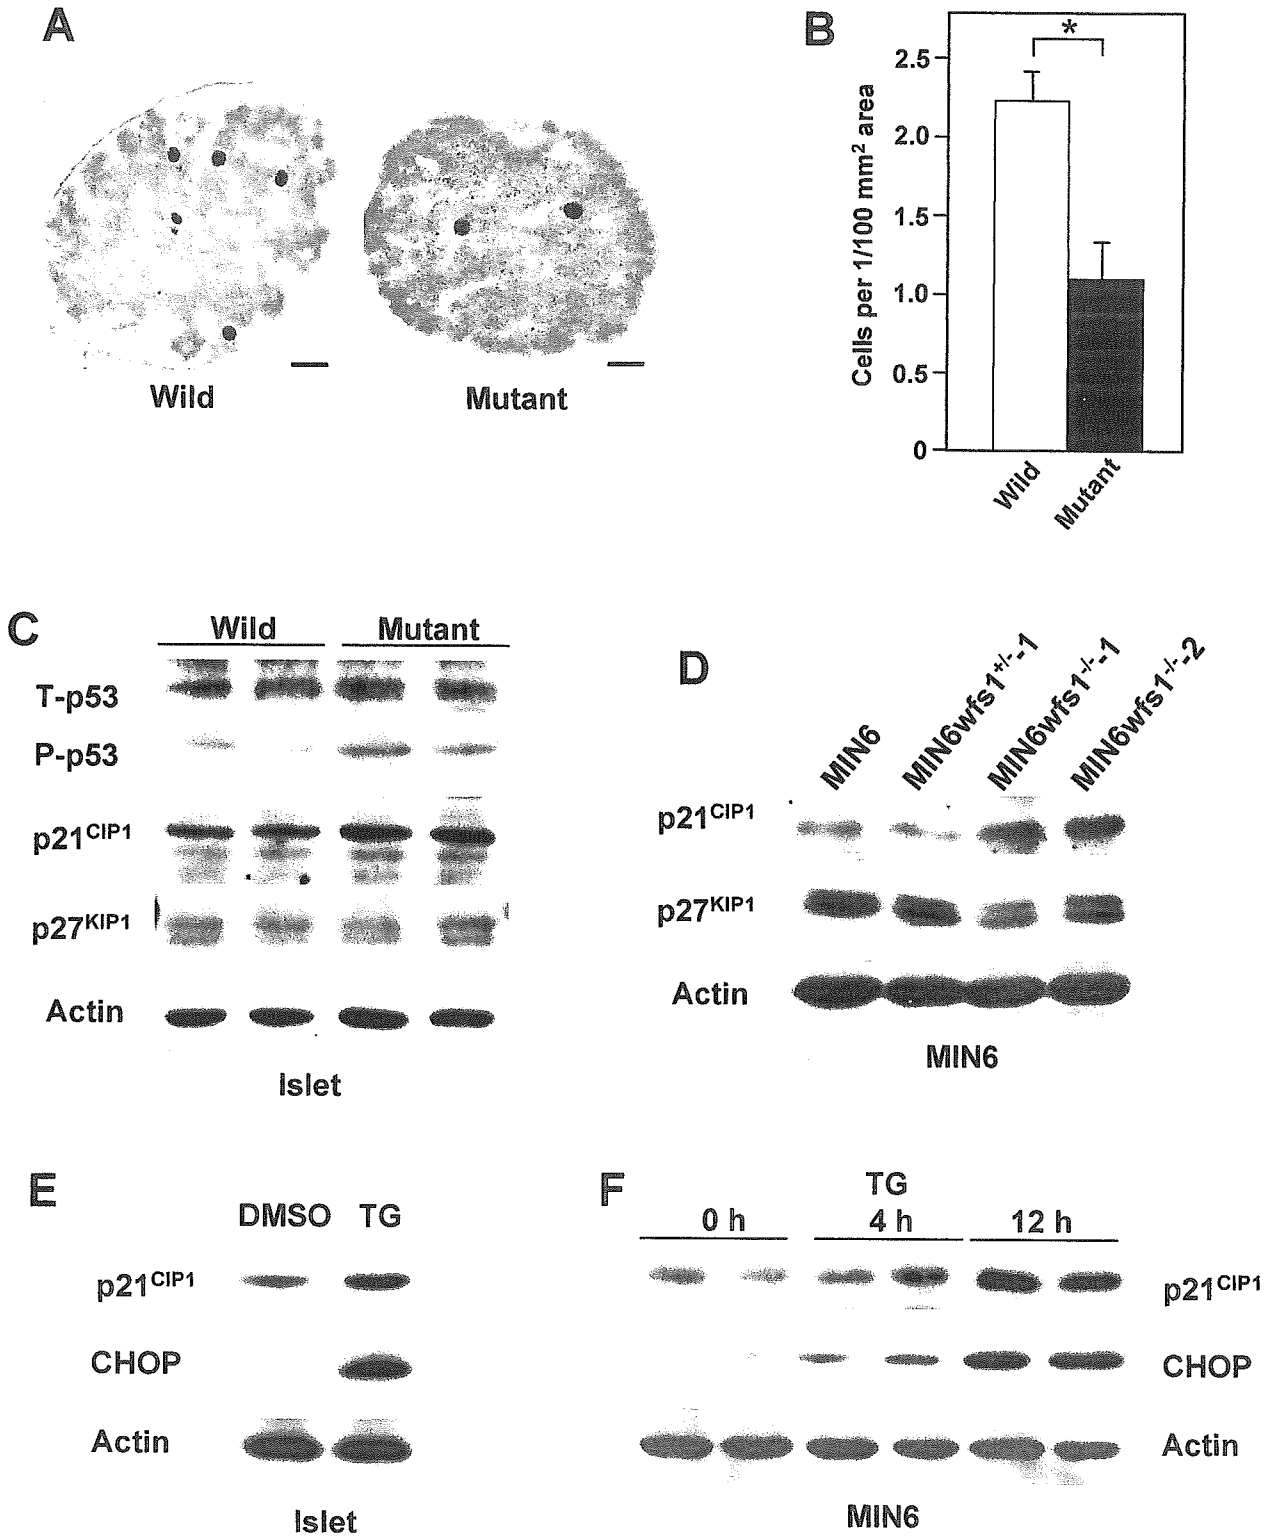 A
Wild
Mutant
B
*
Cells per 1/100 mm² area
2.5
2.0
1.5
1.0
0.5
0
Wild
Mutant
C
Wild Mutant
T-p53
P-p53
p21CIP1
p27KIP1
Actin
Islet
D
MIN6
MIN6wfs1+/−-1
MIN6wfs1-/--1
MIN6wfs1-/--2
p21CIP1
p27KIP1
Actin
MIN6
E
DMSO TG
p21CIP1
CHOP
Actin
Islet
F
TG
0 h 4 h 12 h
p21CIP1
CHOP
Actin
MIN6